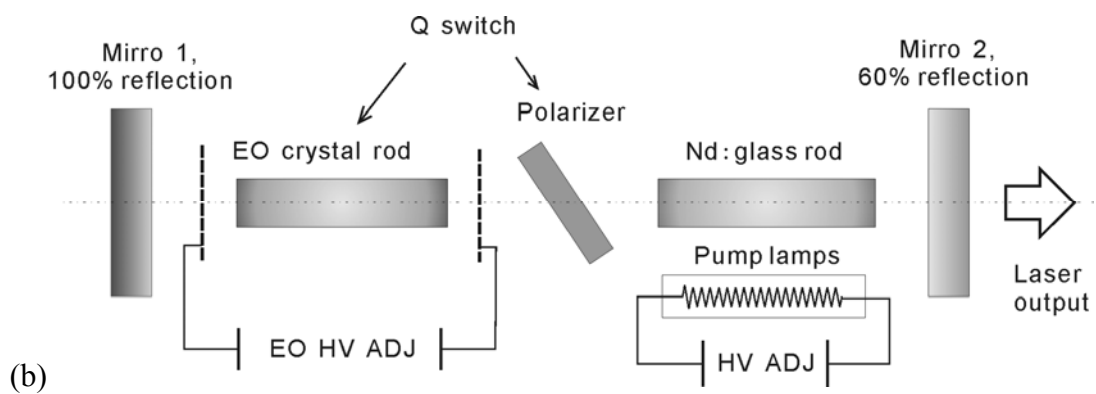 Q switch
Mirro 1,
100% reflection
Mirro 2,
60% reflection
Polarizer
EO crystal rod
Nd:glass rod
Pump lamps
Laser
output
EO HV ADJ
HV ADJ
(b)